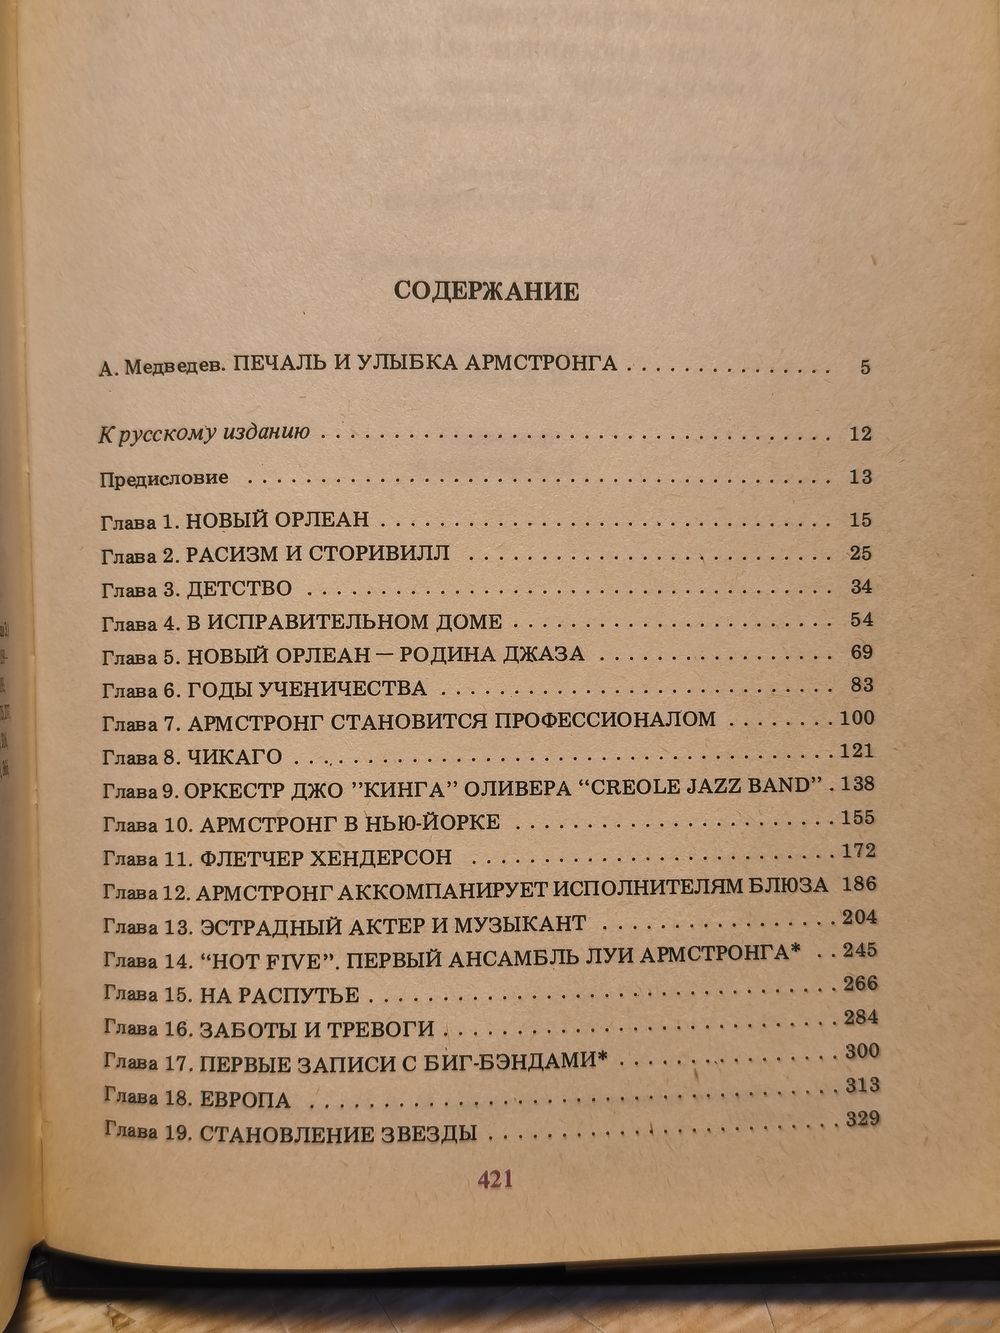 СОДЕРЖАНИЕ
А. Медведев. ПЕЧАЛЬ И УЛЫБКА АРМСТРОНГА . . . . . . . . . . . . . . . 5
К русскому изданию . . . . . . . . . . . . . . . . . . . . . . . . . . . . . . . . . . . 12
Предисловие . . . . . . . . . . . . . . . . . . . . . . . . . . . . . . . . . . . . . . . . 13
Глава 1. НОВЫЙ ОРЛЕАН . . . . . . . . . . . . . . . . . . . . . . . . . . . . . . . 15
Глава 2. РАСИЗМ И СТОРИВИЛЛ . . . . . . . . . . . . . . . . . . . . . . . . . 25
Глава 3. ДЕТСТВО . . . . . . . . . . . . . . . . . . . . . . . . . . . . . . . . . . . . 34
Глава 4. В ИСПРАВИТЕЛЬНОМ ДОМЕ . . . . . . . . . . . . . . . . . . . . . . 54
Глава 5. НОВЫЙ ОРЛЕАН — РОДИНА ДЖАЗА . . . . . . . . . . . . . . . . 69
Глава 6. ГОДЫ УЧЕНИЧЕСТВА . . . . . . . . . . . . . . . . . . . . . . . . . . . 83
Глава 7. АРМСТРОНГ СТАНОВИТСЯ ПРОФЕССИОНАЛОМ . . . . . . . . 100
Глава 8. ЧИКАГО . . . . . . . . . . . . . . . . . . . . . . . . . . . . . . . . . . . . . 121
Глава 9. ОРКЕСТР ДЖО ”КИНГА” ОЛИВЕРА “CREOLE JAZZ BAND” . 138
Глава 10. АРМСТРОНГ В НЬЮ-ЙОРКЕ . . . . . . . . . . . . . . . . . . . . . . 155
Глава 11. ФЛЕТЧЕР ХЕНДЕРСОН . . . . . . . . . . . . . . . . . . . . . . . . . 172
Глава 12. АРМСТРОНГ АККОМПАНИРУЕТ ИСПОЛНИТЕЛЯМ БЛЮЗА 186
Глава 13. ЭСТРАДНЫЙ АКТЕР И МУЗЫКАНТ . . . . . . . . . . . . . . . . 204
Глава 14. “HOT FIVE”. ПЕРВЫЙ АНСАМБЛЬ ЛУИ АРМСТРОНГА* . . 245
Глава 15. НА РАСПУТЬЕ . . . . . . . . . . . . . . . . . . . . . . . . . . . . . . . . 266
Глава 16. ЗАБОТЫ И ТРЕВОГИ . . . . . . . . . . . . . . . . . . . . . . . . . . . 284
Глава 17. ПЕРВЫЕ ЗАПИСИ С БИГ-БЭНДАМИ* . . . . . . . . . . . . . . . 300
Глава 18. ЕВРОПА . . . . . . . . . . . . . . . . . . . . . . . . . . . . . . . . . . . . 313
Глава 19. СТАНОВЛЕНИЕ ЗВЕЗДЫ . . . . . . . . . . . . . . . . . . . . . . . . 329
421